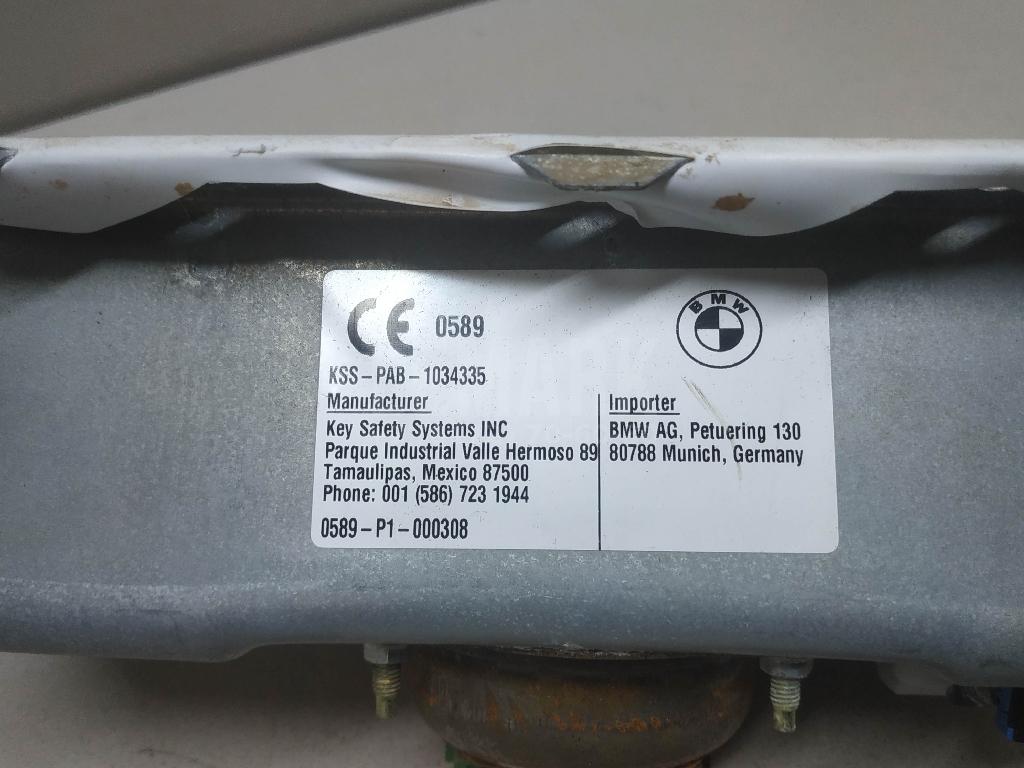 CE 0589
BMW
KSS-PAB-1034335
Manufacturer
Key Safety Systems INC
Parque Industrial Valle Hermoso 89
Tamaulipas, Mexico 87500
Phone: 001 (586) 723 1944
0589-P1-000308
Importer
BMW AG, Petuering 130
80788 Munich, Germany